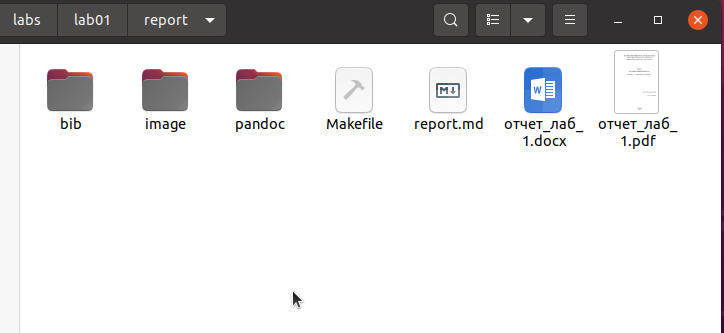 labs lab01 report
bib image pandoc Makefile report.md отчет_лаб_ отчет_лаб_
1.docx 1.pdf